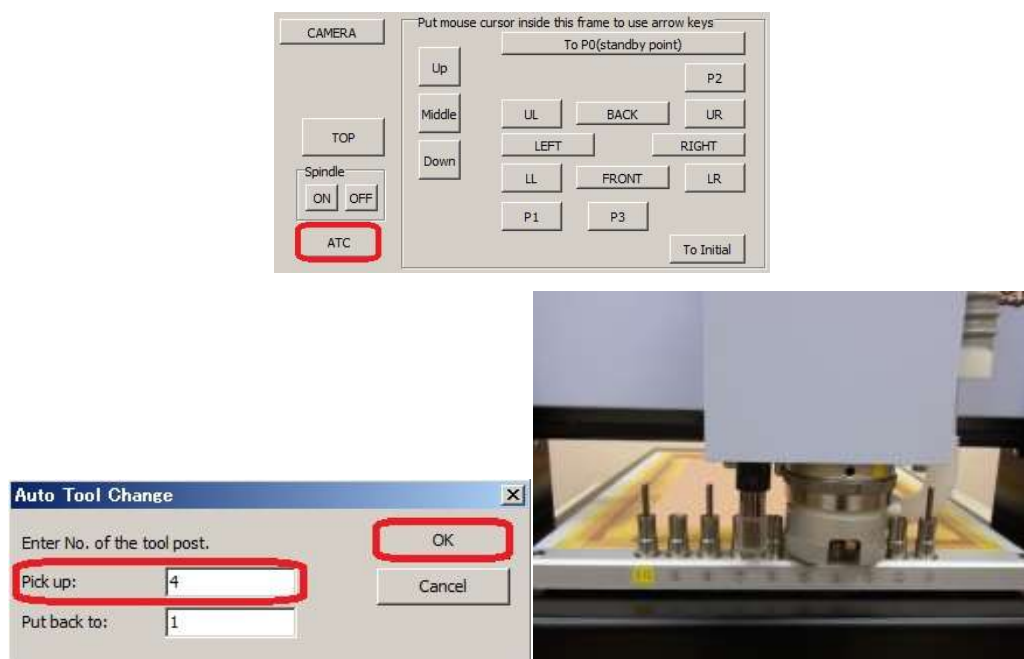 CAMERA
Put mouse cursor inside this frame to use arrow keys
To P0(standby point)
Up
P2
Middle
UL
BACK
UR
TOP
LEFT
RIGHT
Down
Spindle
LL
FRONT
LR
ON
OFF
P1
P3
ATC
To Initial
Auto Tool Change
Enter No. of the tool post.
OK
Pick up:
4
Cancel
Put back to:
1